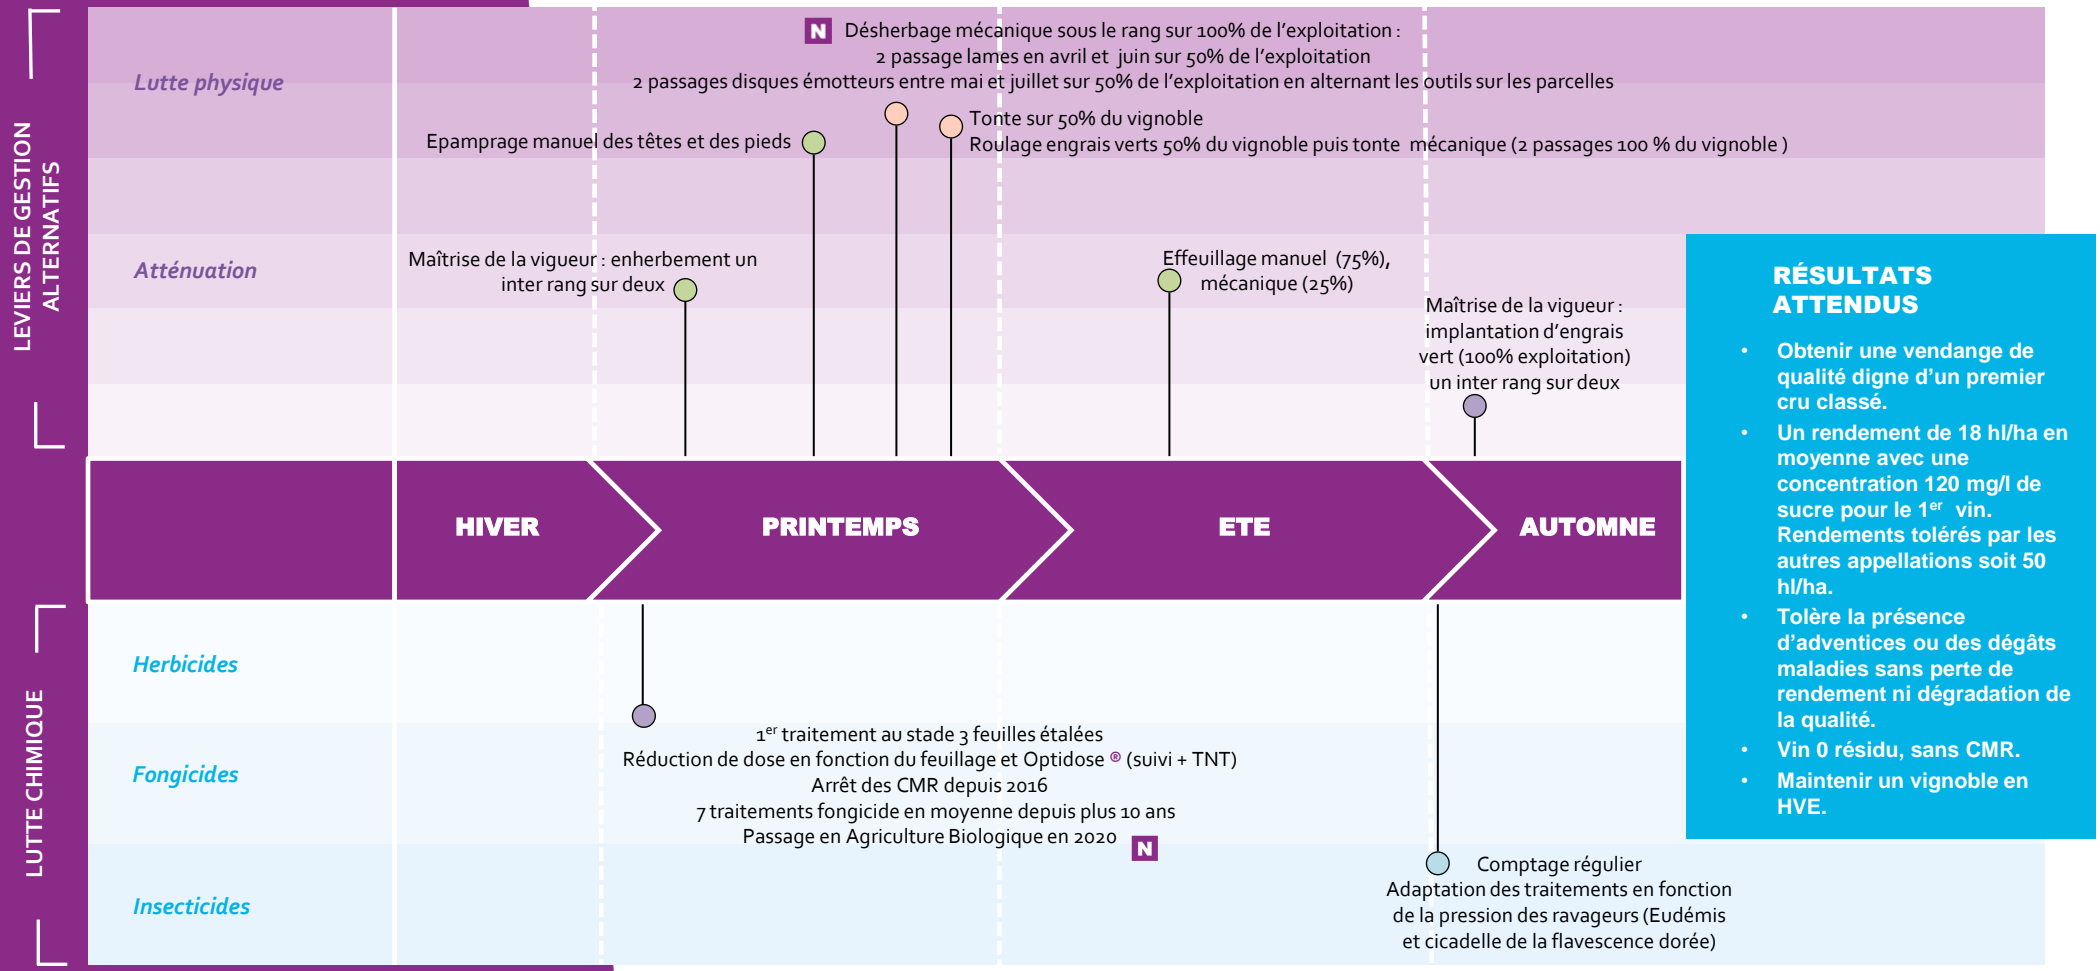 LEVIERS DE GESTION
ALTERNATIFS
Lutte physique
N Désherbage mécanique sous le rang sur 100% de l'exploitation :
2 passage lames en avril et juin sur 50% de l'exploitation
2 passages disques émotteurs entre mai et juillet sur 50% de l'exploitation en alternant les outils sur les parcelles
Epamprage manuel des têtes et des pieds
Tonte sur 50% du vignoble
Roulage engrais verts 50% du vignoble puis tonte mécanique (2 passages 100 % du vignoble )
Atténuation
Maîtrise de la vigueur : enherbement un
inter rang sur deux
Effeuillage manuel (75%),
mécanique (25%)
Maîtrise de la vigueur :
implantation d'engrais
vert (100% exploitation)
un inter rang sur deux
HIVER
PRINTEMPS
ETE
AUTOMNE
LUTTE CHIMIQUE
Herbicides
Fongicides
1er traitement au stade 3 feuilles étalées
Réduction de dose en fonction du feuillage et Optidose ® (suivi + TNT)
Arrêt des CMR depuis 2016
7 traitements fongicide en moyenne depuis plus 10 ans
Passage en Agriculture Biologique en 2020 N
Insecticides
Comptage régulier
Adaptation des traitements en fonction
de la pression des ravageurs (Eudémis
et cicadelle de la flavescence dorée)
RÉSULTATS
ATTENDUS
• Obtenir une vendange de
qualité digne d'un premier
cru classé.
• Un rendement de 18 hl/ha en
moyenne avec une
concentration 120 mg/l de
sucre pour le 1er vin.
Rendements tolérés par les
autres appellations soit 50
hl/ha.
• Tolère la présence
d'adventices ou des dégâts
maladies sans perte de
rendement ni dégradation de
la qualité.
• Vin 0 résidu, sans CMR.
• Maintenir un vignoble en
HVE.